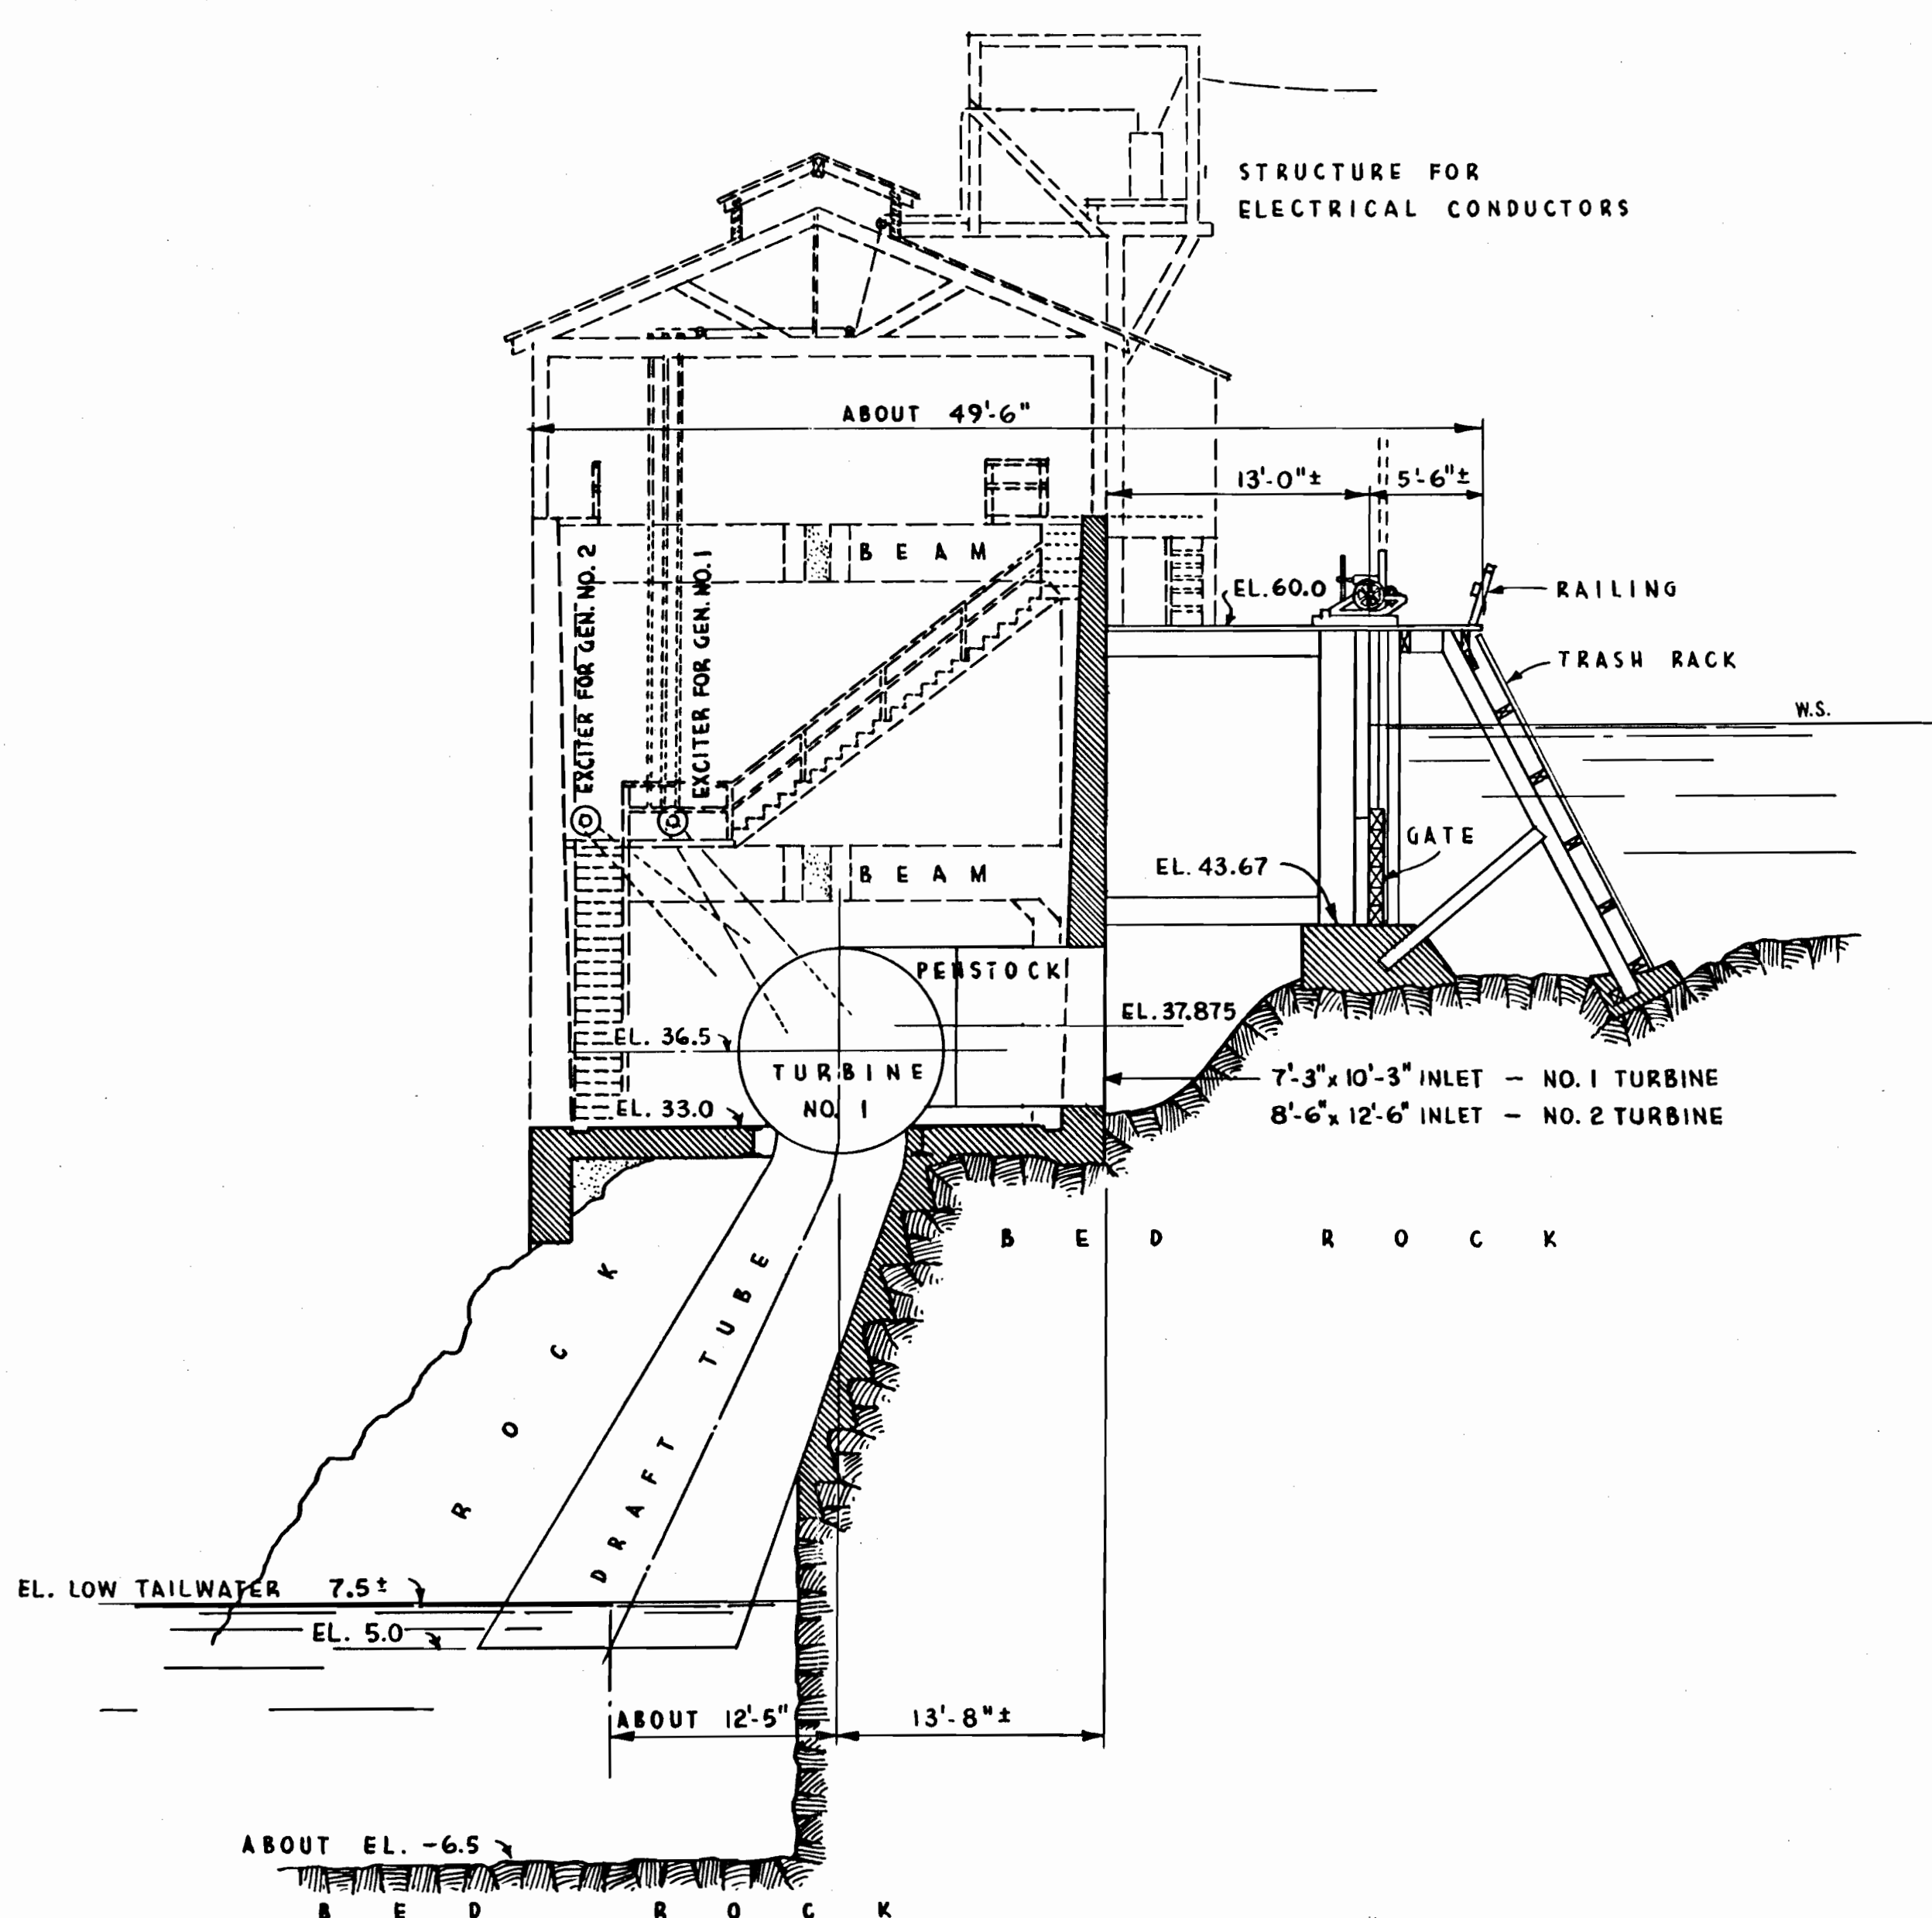 STRUCTURE FOR
ELECTRICAL CONDUCTORS
ABOUT 49'-6"
13'-0"± 5'-6"±
EXCITER FOR GEN. NO. 2
EXCITER FOR GEN. NO. 1
BEAM
EL. 60.0
RAILING
TRASH RACK
W.S.
GATE
EL. 43.67
BEAM
PENSTOCK
EL. 37.875
EL. 36.5
TURBINE
NO. 1
7'-3" x 10'-3" INLET - NO. 1 TURBINE
8'-6" x 12'-6" INLET - NO. 2 TURBINE
EL. 33.0
BED ROCK
ROCK
DRAFT TUBE
EL. LOW TAILWATER 7.5±
EL. 5.0
ABOUT 12'-5" 13'-8"±
ABOUT EL. -6.5
BED ROCK